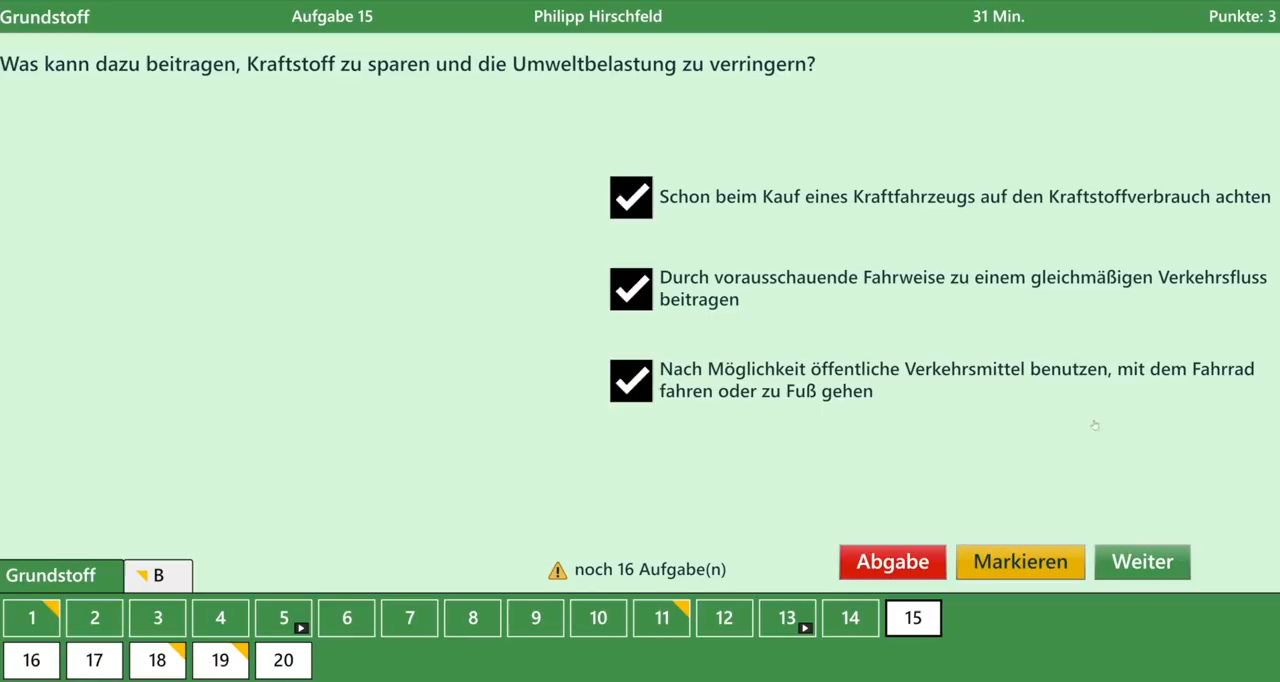 Grundstoff Aufgabe 15 Philipp Hirschfeld 31 Min. Punkte: 3
Was kann dazu beitragen, Kraftstoff zu sparen und die Umweltbelastung zu verringern?
Schon beim Kauf eines Kraftfahrzeugs auf den Kraftstoffverbrauch achten
Durch vorausschauende Fahrweise zu einem gleichmäßigen Verkehrsfluss
beitragen
Nach Möglichkeit öffentliche Verkehrsmittel benutzen, mit dem Fahrrad
fahren oder zu Fuß gehen
Grundstoff B noch 16 Aufgabe(n) Abgabe Markieren Weiter
1 2 3 4 5 6 7 8 9 10 11 12 13 14 15
16 17 18 19 20